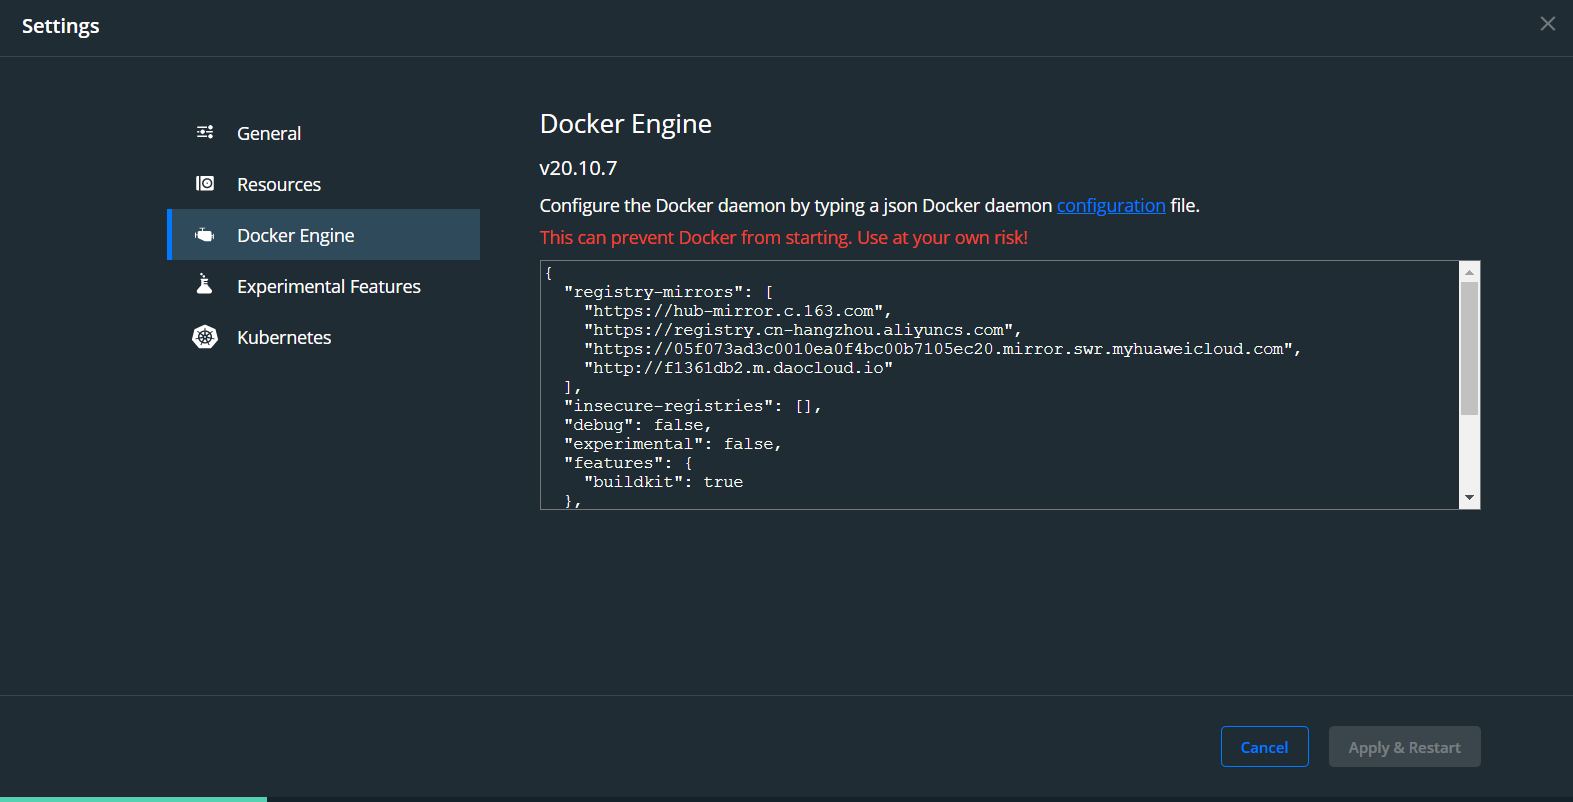 Settings
General
Resources
Docker Engine
Experimental Features
Kubernetes
Docker Engine
v20.10.7
Configure the Docker daemon by typing a json Docker daemon configuration file.
This can prevent Docker from starting. Use at your own risk!
{
  "registry-mirrors": [
    "https://hub-mirror.c.163.com",
    "https://registry.cn-hangzhou.aliyuncs.com",
    "https://05f073ad3c0010ea0f4bc00b7105ec20.mirror.swr.myhuaweicloud.com",
    "http://f1361db2.m.daocloud.io"
  ],
  "insecure-registries": [],
  "debug": false,
  "experimental": false,
  "features": {
    "buildkit": true
  },
Cancel
Apply & Restart